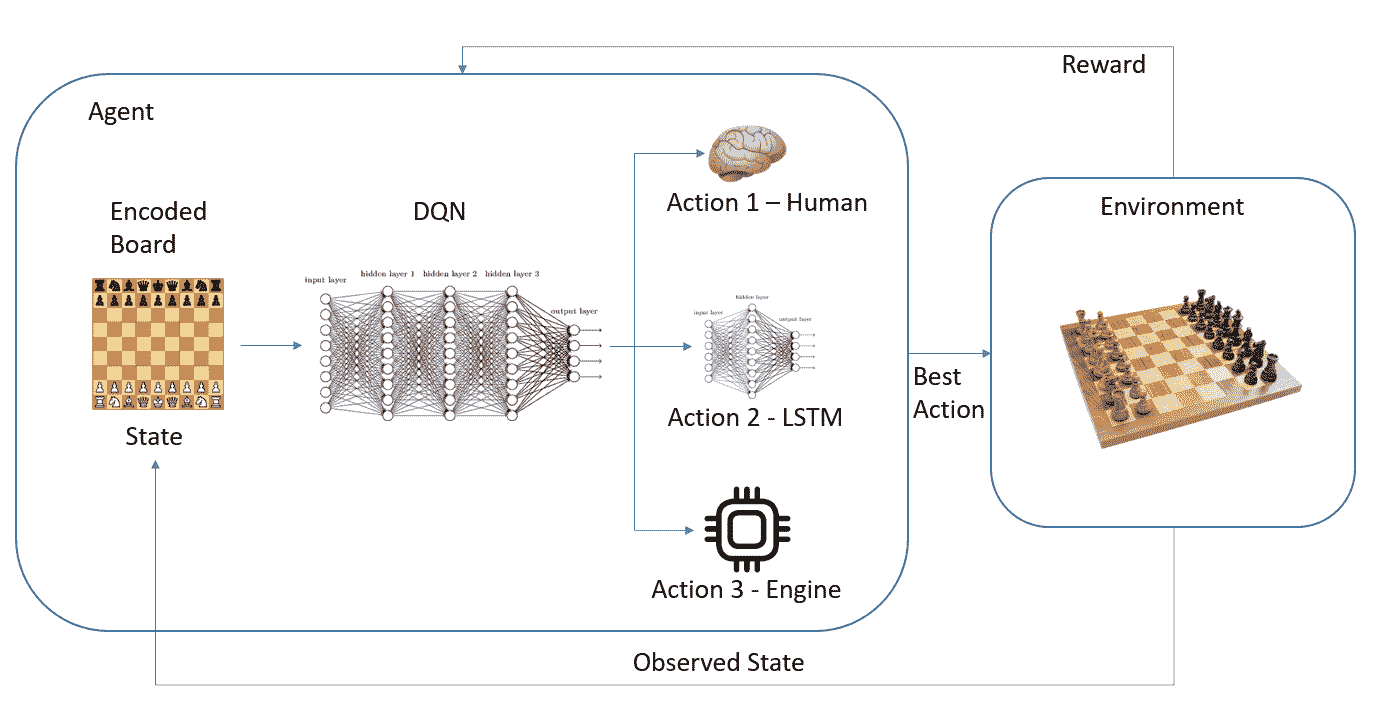 Reward
Agent
Environment
Encoded
Board
DQN
Action 1 – Human
input layer
hidden layer 1
hidden layer 2
hidden layer 3
output layer
input layer
hidden layer
output layer
State
Action 2 - LSTM
Best
Action
Action 3 - Engine
Observed State